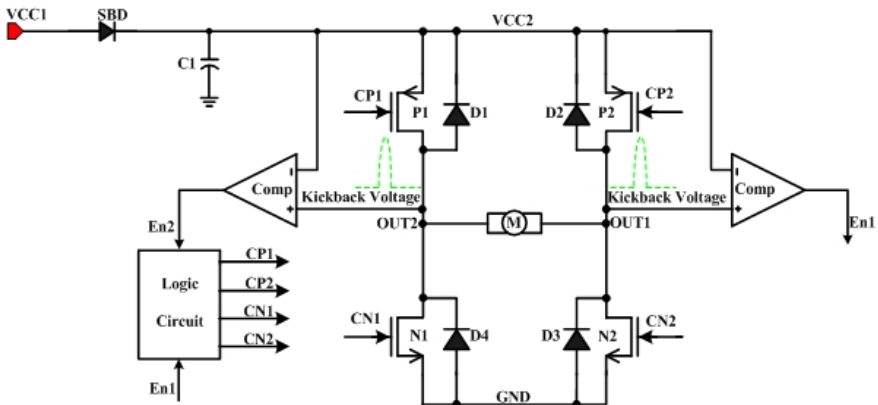 VCC1
SBD
VCC2
C1
CP1
P1
D1
D2
P2
CP2
Comp
-
+
Kickback Voltage
Kickback Voltage
-
+
Comp
En2
OUT2
M
OUT1
En1
Logic
Circuit
CP1
CP2
CN1
CN2
CN1
N1
D4
D3
N2
CN2
En1
GND